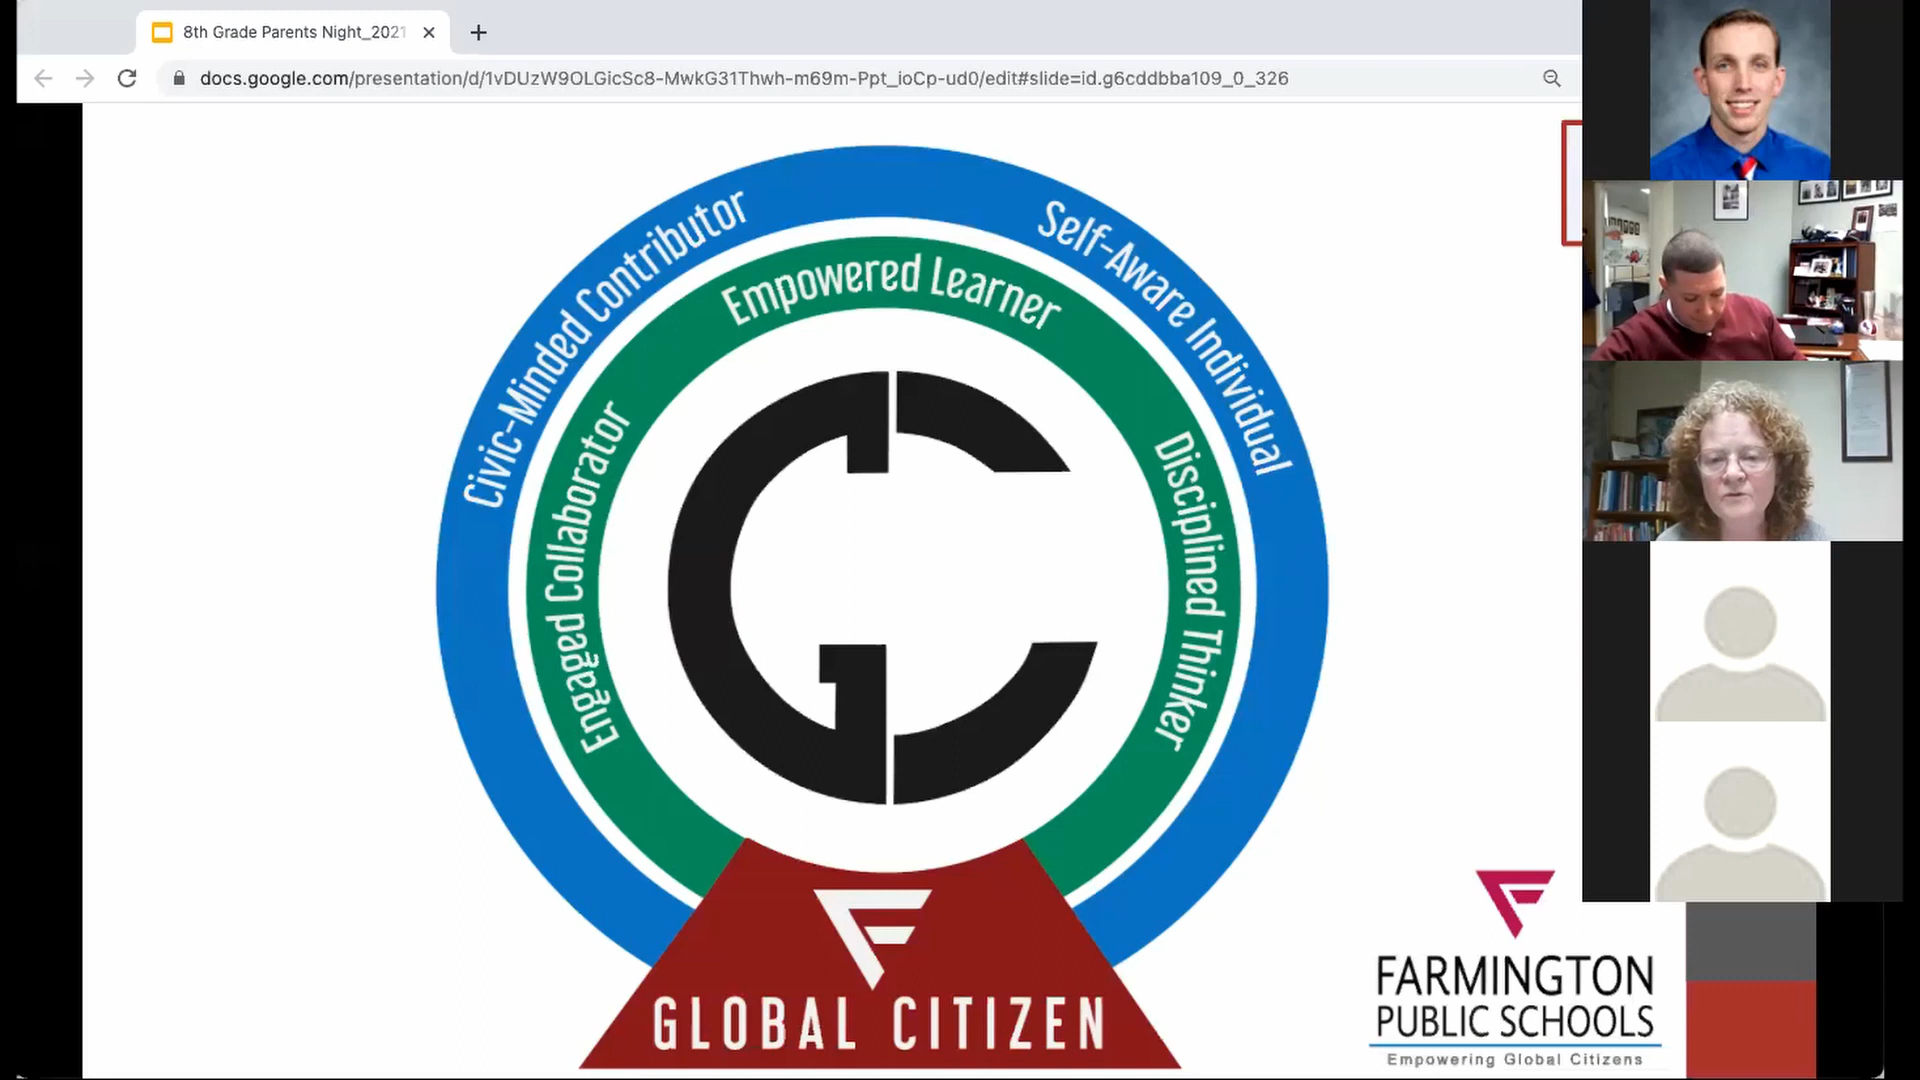 8th Grade Parents Night_2021
docs.google.com/presentation/d/1vDUzW9OLGicSc8-MwkG31Thwh-m69m-Ppt_ioCp-ud0/edit#slide=id.g6cddbba109_0_326
Civic-Minded Contributor
Self-Aware Individual
Empowered Learner
Engaged Collaborator
Disciplined Thinker
GC
F
GLOBAL CITIZEN
F
FARMINGTON
PUBLIC SCHOOLS
Empowering Global Citizens